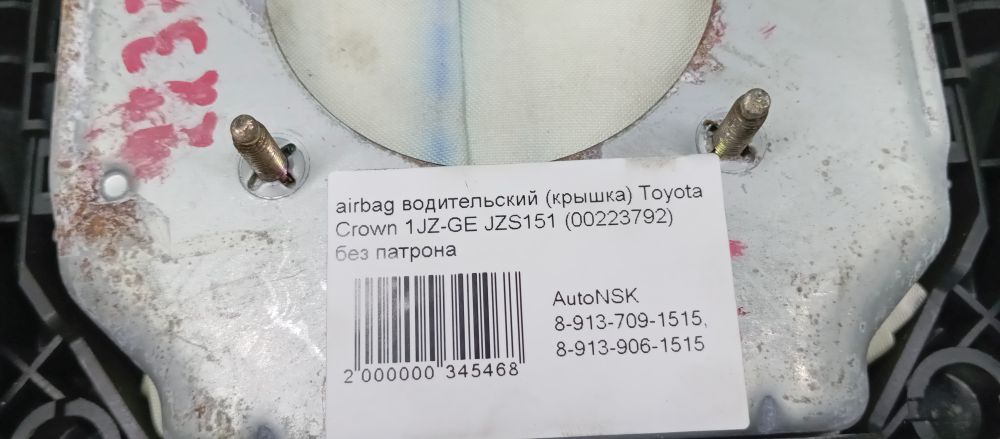 airbag водительский (крышка) Toyota
Crown 1JZ-GE JZS151 (00223792)
без патрона
AutoNSK
8-913-709-1515,
8-913-906-1515
2 000000 345468